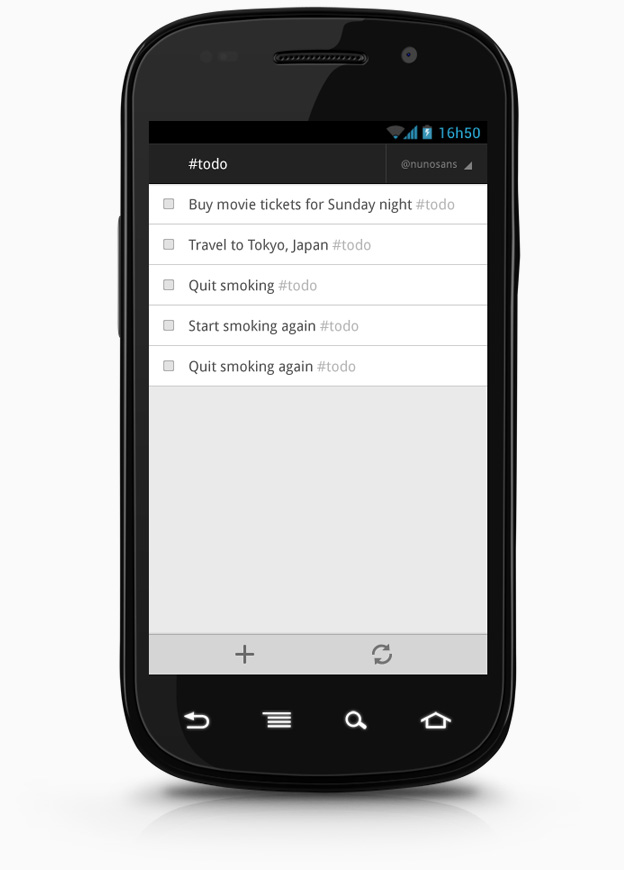 16h50
#todo
@nunosans
Buy movie tickets for Sunday night #todo
Travel to Tokyo, Japan #todo
Quit smoking #todo
Start smoking again #todo
Quit smoking again #todo